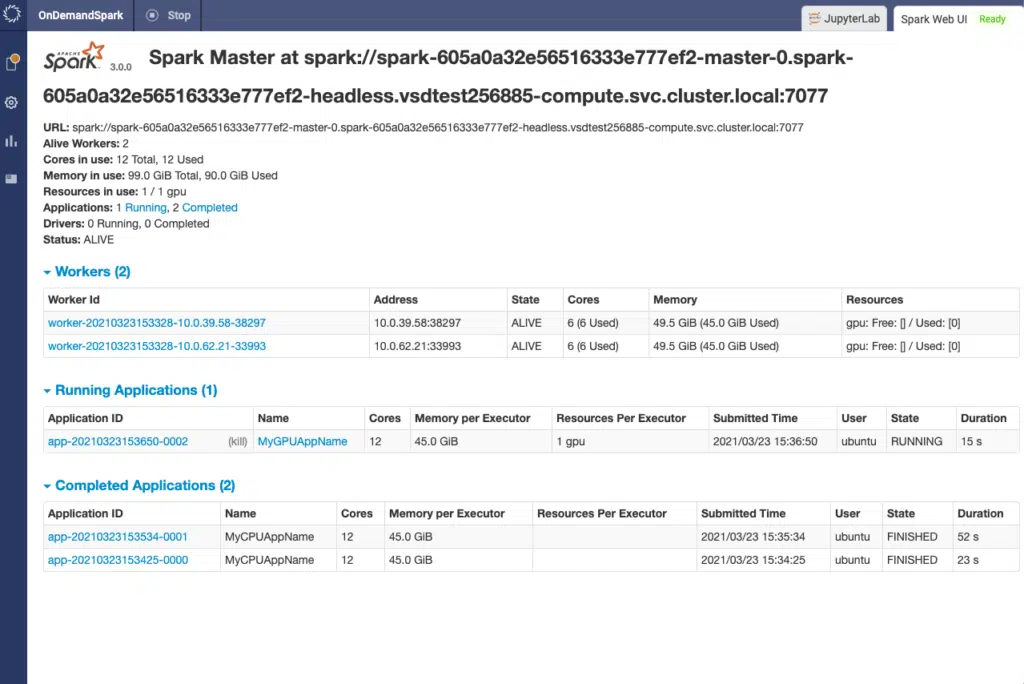 OnDemandSpark Stop JupyterLab Spark Web UI Ready
APACHE Spark 3.0.0 Spark Master at spark://spark-605a0a32e56516333e777ef2-master-0.spark-
605a0a32e56516333e777ef2-headless.vsdtest256885-compute.svc.cluster.local:7077
URL: spark://spark-605a0a32e56516333e777ef2-master-0.spark-605a0a32e56516333e777ef2-headless.vsdtest256885-compute.svc.cluster.local:7077
Alive Workers: 2
Cores in use: 12 Total, 12 Used
Memory in use: 99.0 GiB Total, 90.0 GiB Used
Resources in use: 1 / 1 gpu
Applications: 1 Running, 2 Completed
Drivers: 0 Running, 0 Completed
Status: ALIVE
Workers (2)
Worker Id Address State Cores Memory Resources
worker-20210323153328-10.0.39.58-38297 10.0.39.58:38297 ALIVE 6 (6 Used) 49.5 GiB (45.0 GiB Used) gpu: Free: [] / Used: [0]
worker-20210323153328-10.0.62.21-33993 10.0.62.21:33993 ALIVE 6 (6 Used) 49.5 GiB (45.0 GiB Used) gpu: Free: [] / Used: [0]
Running Applications (1)
Application ID Name Cores Memory per Executor Resources Per Executor Submitted Time User State Duration
app-20210323153650-0002 (kill) MyGPUAppName 12 45.0 GiB 1 gpu 2021/03/23 15:36:50 ubuntu RUNNING 15 s
Completed Applications (2)
Application ID Name Cores Memory per Executor Resources Per Executor Submitted Time User State Duration
app-20210323153534-0001 MyCPUAppName 12 45.0 GiB 2021/03/23 15:35:34 ubuntu FINISHED 52 s
app-20210323153425-0000 MyCPUAppName 12 45.0 GiB 2021/03/23 15:34:25 ubuntu FINISHED 23 s